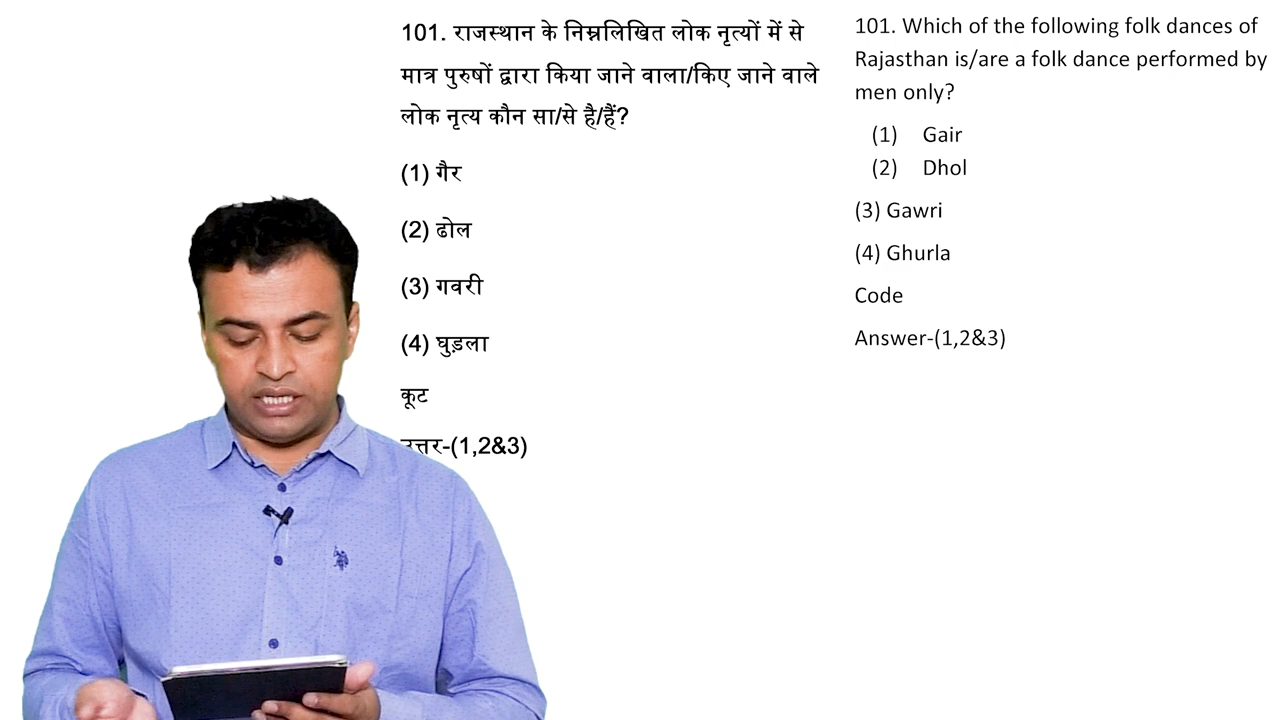 101. राजस्थान के निम्नलिखित लोक नृत्यों में से
मात्र पुरुषों द्वारा किया जाने वाला/किए जाने वाले
लोक नृत्य कौन सा/से है/हैं?
(1) गैर
(2) ढोल
(3) गवरी
(4) घुड़ला
कूट
उत्तर-(1,2&3)
101. Which of the following folk dances of
Rajasthan is/are a folk dance performed by
men only?
(1) Gair
(2) Dhol
(3) Gawri
(4) Ghurla
Code
Answer-(1,2&3)